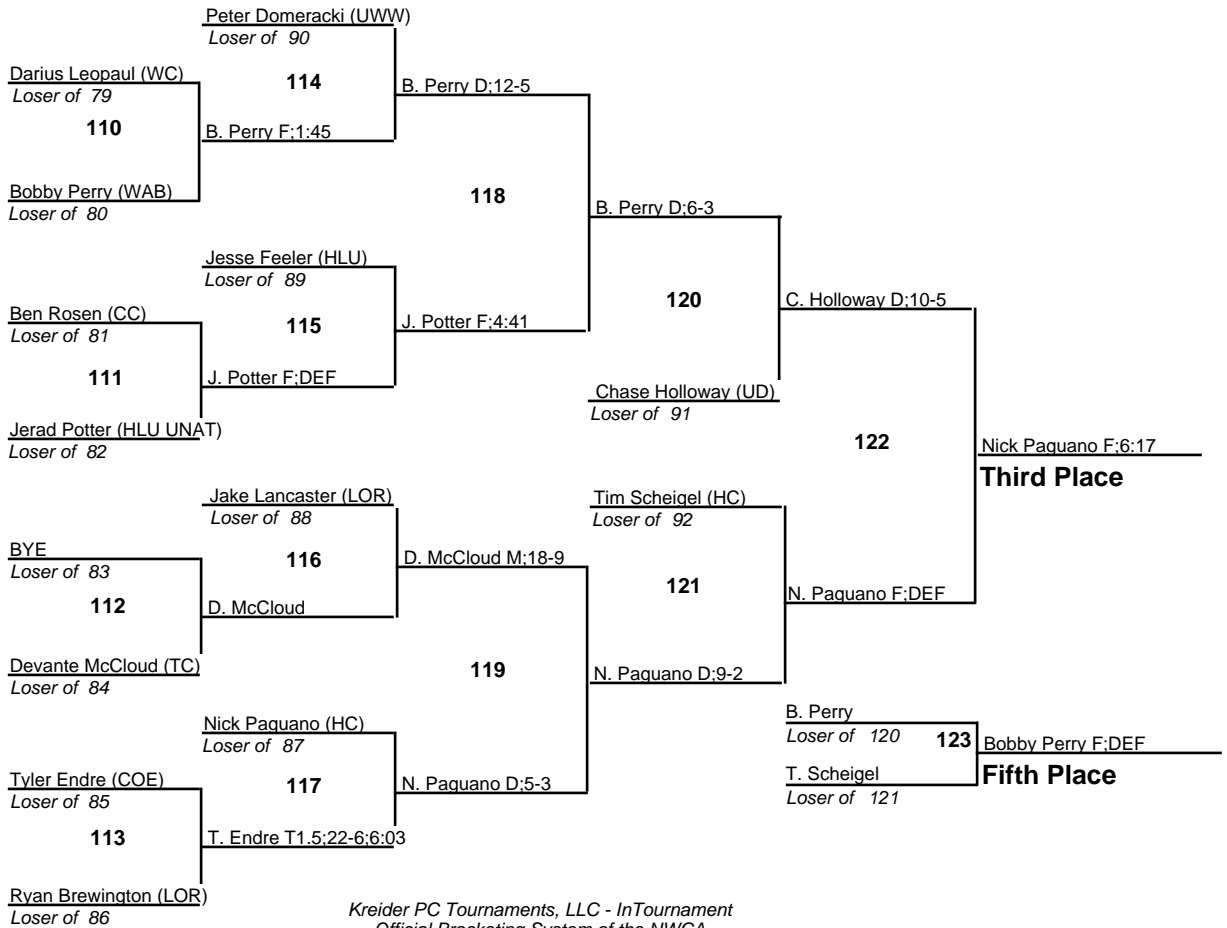 Peter Domeracki (UWW)
Loser of 90
Darius Leopaul (WC)
Loser of 79
114
B. Perry D;12-5
110
B. Perry F;1:45
Bobby Perry (WAB)
Loser of 80
118
B. Perry D;6-3
Jesse Feeler (HLU)
Loser of 89
Ben Rosen (CC)
Loser of 81
115
J. Potter F;4:41
120
C. Holloway D;10-5
111
J. Potter F;DEF
Chase Holloway (UD)
Loser of 91
Jerad Potter (HLU UNAT)
Loser of 82
122
Nick Paguano F;6:17
Third Place
Jake Lancaster (LOR)
Loser of 88
Tim Scheigel (HC)
Loser of 92
BYE
Loser of 83
116
D. McCloud M;18-9
121
N. Paguano F;DEF
112
D. McCloud
Devante McCloud (TC)
Loser of 84
119
N. Paguano D;9-2
Nick Paguano (HC)
Loser of 87
B. Perry
Loser of 120
123
Bobby Perry F;DEF
Fifth Place
T. Scheigel
Loser of 121
Tyler Endre (COE)
Loser of 85
117
N. Paguano D;5-3
113
T. Endre T1.5;22-6;6:03
Ryan Brewington (LOR)
Loser of 86
Kreider PC Tournaments, LLC - InTournament
Official Bracketing System of the NWCA